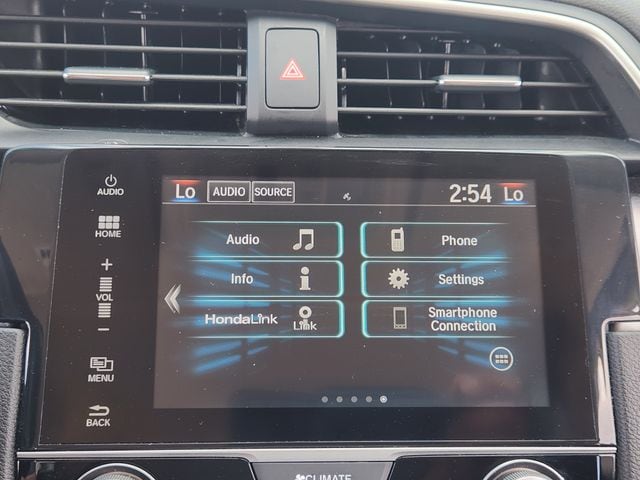 AUDIO
HOME
+
VOL
−
MENU
BACK
Lo AUDIO SOURCE 2:54 Lo
Audio
Phone
Info
Settings
HondaLink
Link
Smartphone
Connection
CLIMATE